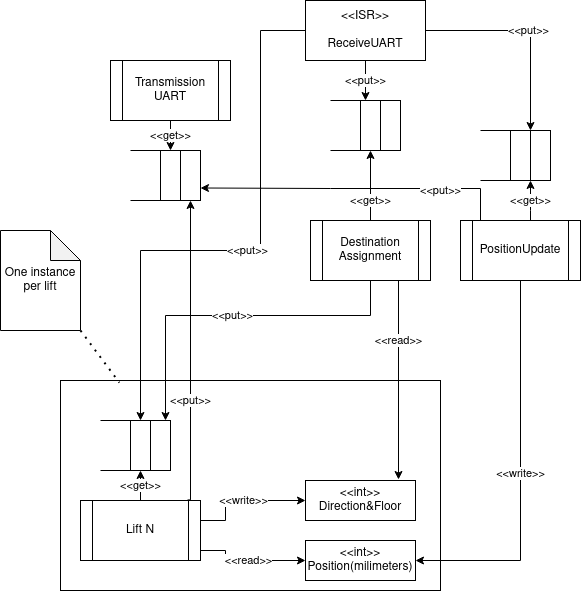 <<ISR>>
ReceiveUART
<<put>>
<<put>>
Transmission
UART
<<get>>
<<put>>
<<get>>
<<get>>
Destination
Assignment
PositionUpdate
<<put>>
One instance
per lift
<<put>>
<<read>>
<<put>>
<<get>>
<<write>>
<<write>>
<<int>>
Direction&Floor
Lift N
<<read>>
<<int>>
Position(milimeters)